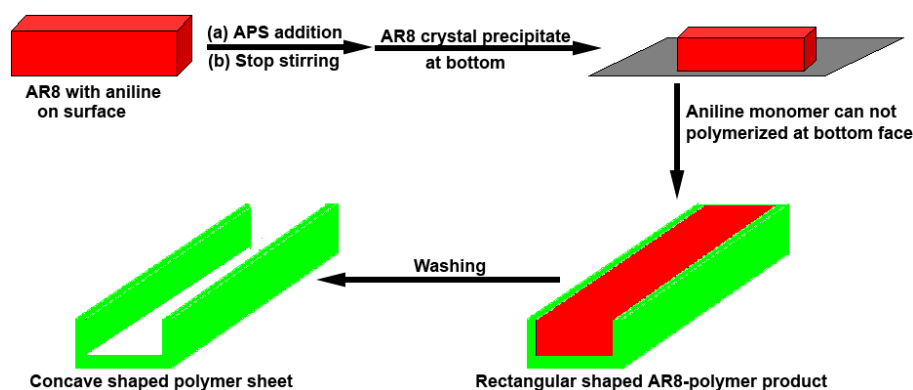 (a) APS addition
(b) Stop stirring
AR8 crystal precipitate
at bottom
AR8 with aniline
on surface
Aniline monomer can not
polymerized at bottom face
Washing
Concave shaped polymer sheet
Rectangular shaped AR8-polymer product